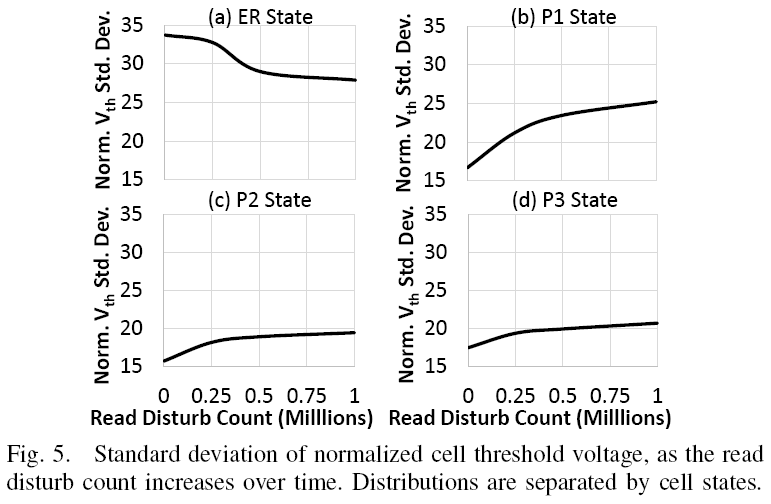 (a) ER State
(b) P1 State
Norm. Vth Std. Dev.
35
30
25
20
15
Norm. Vth Std. Dev.
35
30
25
20
15
(c) P2 State
(d) P3 State
Norm. Vth Std. Dev.
35
30
25
20
15
Norm. Vth Std. Dev.
35
30
25
20
15
0 0.25 0.5 0.75 1
0 0.25 0.5 0.75 1
Read Disturb Count (Milllions)
Read Disturb Count (Milllions)
Fig. 5. Standard deviation of normalized cell threshold voltage, as the read
disturb count increases over time. Distributions are separated by cell states.